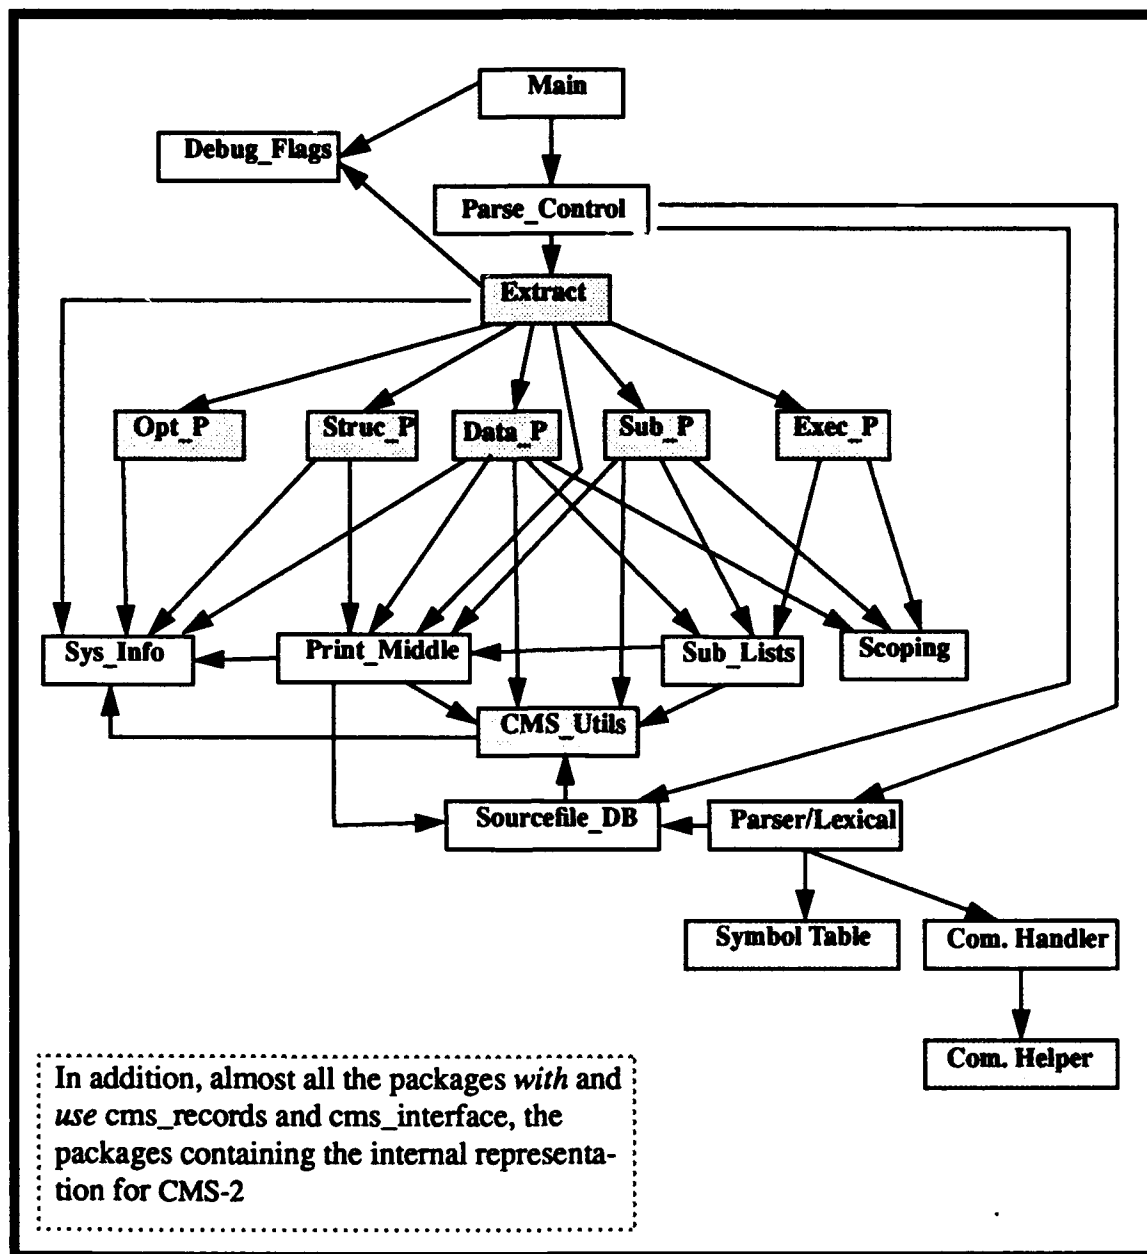 Main
Debug_Flags
Parse_Control
Extract
Opt_P
Struc_P
Data_P
Sub_P
Exec_P
Sys_Info
Print_Middle
Sub_Lists
Scoping
CMS_Utils
Sourcefile_DB
Parser/Lexical
Symbol Table
Com. Handler
Com. Helper
In addition, almost all the packages with and
use cms_records and cms_interface, the
packages containing the internal representa-
tion for CMS-2